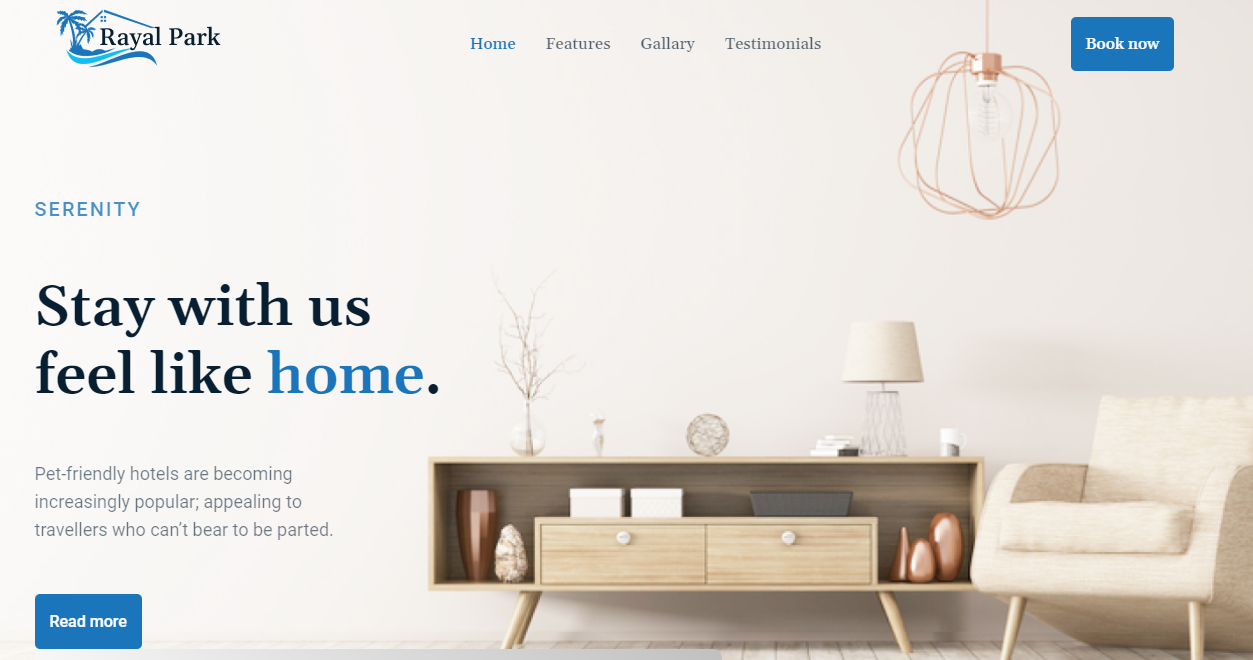 Rayal Park
Home Features Gallary Testimonials
Book now
SERENITY
Stay with us
feel like home.
Pet-friendly hotels are becoming
increasingly popular; appealing to
travellers who can't bear to be parted.
Read more